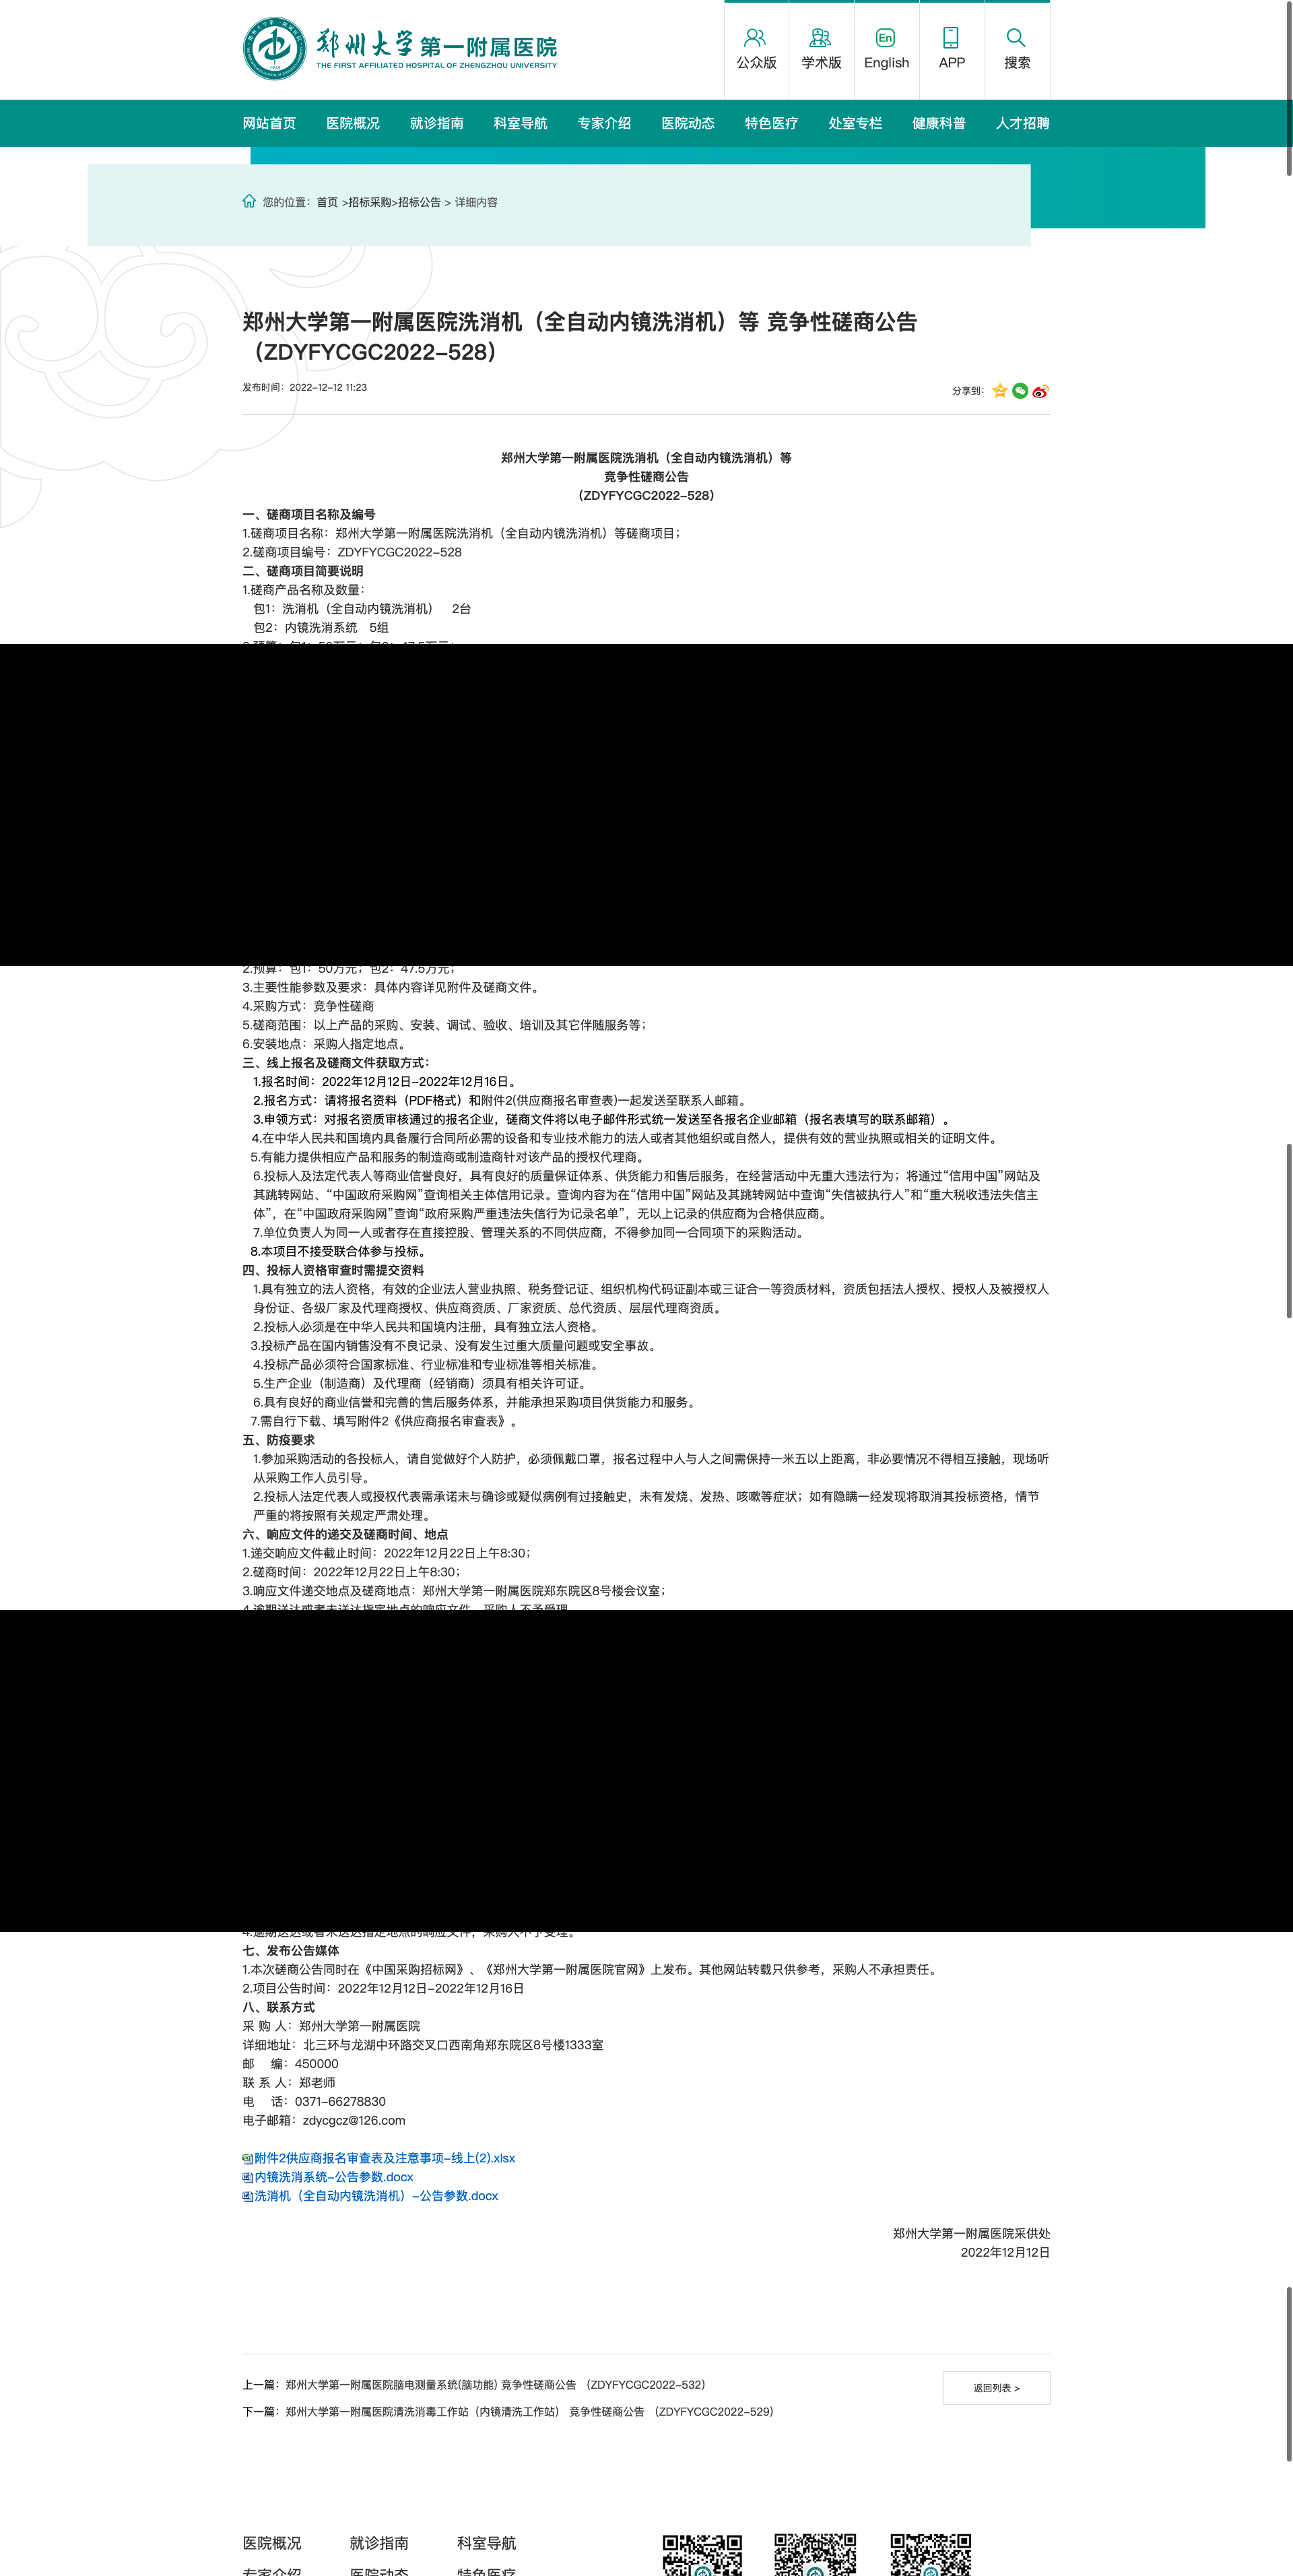 郑州大学第一附属医院
THE FIRST AFFILIATED HOSPITAL OF ZHENGZHOU UNIVERSITY
公众版
学术版
En
English
APP
搜索
网站首页 医院概况 就诊指南 科室导航 专家介绍 医院动态 特色医疗 处室专栏 健康科普 人才招聘
您的位置：首页 >招标采购>招标公告 > 详细内容
郑州大学第一附属医院洗消机（全自动内镜洗消机）等 竞争性磋商公告
（ZDYFYCGC2022-528）
发布时间：2022-12-12 11:23
分享到：
郑州大学第一附属医院洗消机（全自动内镜洗消机）等
竞争性磋商公告
（ZDYFYCGC2022-528）
一、磋商项目名称及编号
1.磋商项目名称：郑州大学第一附属医院洗消机（全自动内镜洗消机）等磋商项目；
2.磋商项目编号：ZDYFYCGC2022-528
二、磋商项目简要说明
1.磋商产品名称及数量：
包1：洗消机（全自动内镜洗消机） 2台
包2：内镜洗消系统 5组
2.预算：包1：50万元；包2：47.5万元；
3.主要性能参数及要求：具体内容详见附件及磋商文件。
4.采购方式：竞争性磋商
5.磋商范围：以上产品的采购、安装、调试、验收、培训及其它伴随服务等；
6.安装地点：采购人指定地点。
三、线上报名及磋商文件获取方式：
1.报名时间：2022年12月12日-2022年12月16日。
2.报名方式：请将报名资料（PDF格式）和附件2(供应商报名审查表)一起发送至联系人邮箱。
3.申领方式：对报名资质审核通过的报名企业，磋商文件将以电子邮件形式统一发送至各报名企业邮箱（报名表填写的联系邮箱）。
4.在中华人民共和国境内具备履行合同所必需的设备和专业技术能力的法人或者其他组织或自然人，提供有效的营业执照或相关的证明文件。
5.有能力提供相应产品和服务的制造商或制造商针对该产品的授权代理商。
6.投标人及法定代表人等商业信誉良好，具有良好的质量保证体系、供货能力和售后服务，在经营活动中无重大违法行为；将通过“信用中国”网站及
其跳转网站、“中国政府采购网”查询相关主体信用记录。查询内容为在“信用中国”网站及其跳转网站中查询“失信被执行人”和“重大税收违法失信主
体”，在“中国政府采购网”查询“政府采购严重违法失信行为记录名单”，无以上记录的供应商为合格供应商。
7.单位负责人为同一人或者存在直接控股、管理关系的不同供应商，不得参加同一合同项下的采购活动。
8.本项目不接受联合体参与投标。
四、投标人资格审查时需提交资料
1.具有独立的法人资格，有效的企业法人营业执照、税务登记证、组织机构代码证副本或三证合一等资质材料，资质包括法人授权、授权人及被授权人
身份证、各级厂家及代理商授权、供应商资质、厂家资质、总代资质、层层代理商资质。
2.投标人必须是在中华人民共和国境内注册，具有独立法人资格。
3.投标产品在国内销售没有不良记录、没有发生过重大质量问题或安全事故。
4.投标产品必须符合国家标准、行业标准和专业标准等相关标准。
5.生产企业（制造商）及代理商（经销商）须具有相关许可证。
6.具有良好的商业信誉和完善的售后服务体系，并能承担采购项目供货能力和服务。
7.需自行下载、填写附件2《供应商报名审查表》。
五、防疫要求
1.参加采购活动的各投标人，请自觉做好个人防护，必须佩戴口罩，报名过程中人与人之间需保持一米五以上距离，非必要情况不得相互接触，现场听
从采购工作人员引导。
2.投标人法定代表人或授权代表需承诺未与确诊或疑似病例有过接触史，未有发烧、发热、咳嗽等症状；如有隐瞒一经发现将取消其投标资格，情节
严重的将按照有关规定严肃处理。
六、响应文件的递交及磋商时间、地点
1.递交响应文件截止时间：2022年12月22日上午8:30；
2.磋商时间：2022年12月22日上午8:30；
3.响应文件递交地点及磋商地点：郑州大学第一附属医院郑东院区8号楼会议室；
4.逾期送达或者未送达指定地点的响应文件，采购人不予受理。
七、发布公告媒体
1.本次磋商公告同时在《中国采购招标网》、《郑州大学第一附属医院官网》上发布。其他网站转载只供参考，采购人不承担责任。
2.项目公告时间：2022年12月12日-2022年12月16日
八、联系方式
采 购 人：郑州大学第一附属医院
详细地址：北三环与龙湖中环路交叉口西南角郑东院区8号楼1333室
邮 编：450000
联 系 人：郑老师
电 话：0371-66278830
电子邮箱：zdycgcz@126.com
附件2供应商报名审查表及注意事项-线上(2).xlsx
内镜洗消系统-公告参数.docx
洗消机（全自动内镜洗消机）-公告参数.docx
郑州大学第一附属医院采供处
2022年12月12日
上一篇：郑州大学第一附属医院脑电测量系统(脑功能) 竞争性磋商公告 （ZDYFYCGC2022-532）
返回列表 >
下一篇：郑州大学第一附属医院清洗消毒工作站（内镜清洗工作站） 竞争性磋商公告 （ZDYFYCGC2022-529）
医院概况 就诊指南 科室导航
专家介绍 医院动态 特色医疗